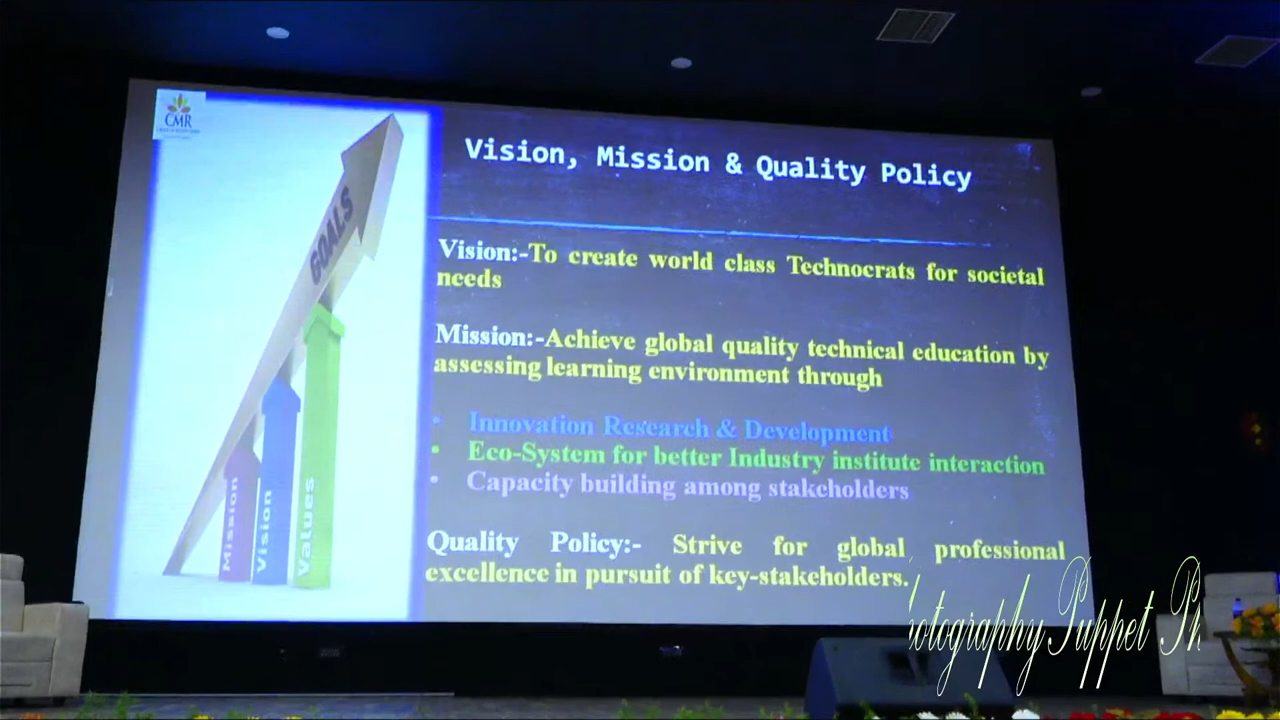 CMR
GOALS
Mission
Vision
Values
Vision, Mission & Quality Policy
Vision:-To create world class Technocrats for societal
needs
Mission:-Achieve global quality technical education by
assessing learning environment through
• Innovation Research & Development
• Eco-System for better Industry institute interaction
• Capacity building among stakeholders
Quality Policy:- Strive for global professional
excellence in pursuit of key-stakeholders.
otography Puppet Ph